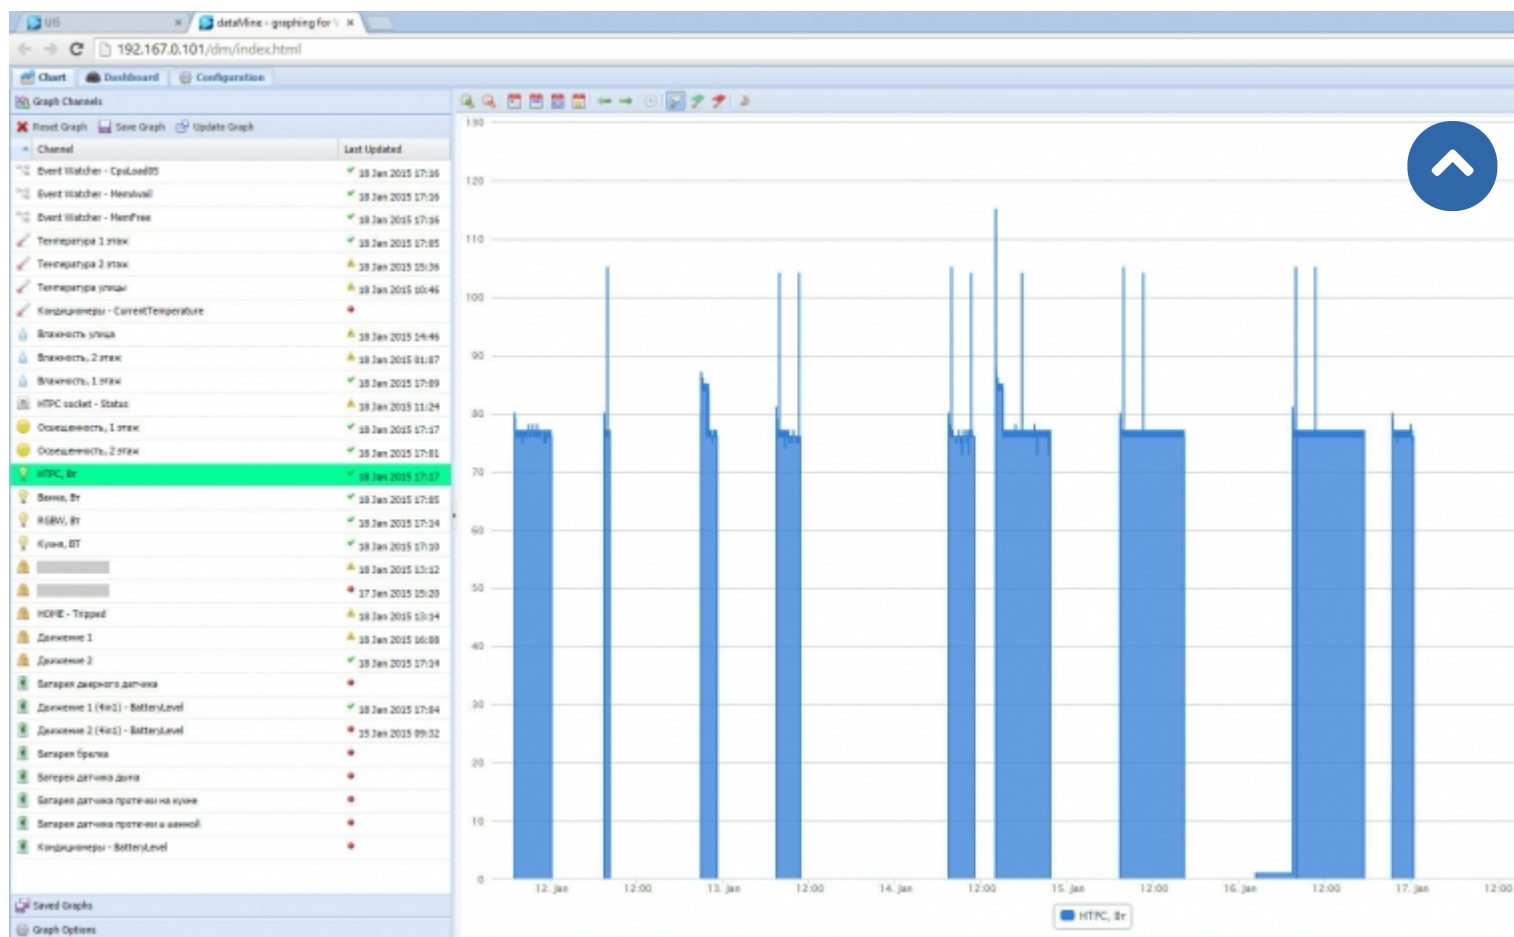 UI5
dataMine - graphing for V
192.168.0.101/dm/index.html
Chart Dashboard Configuration
Graph Channels
Reset Graph Save Graph Update Graph
Channel Last Updated
Event Watcher - CpuLoad05 18 Jan 2015 17:16
Event Watcher - MemAvail 18 Jan 2015 17:16
Event Watcher - MemFree 18 Jan 2015 17:16
Температура 1 этаж 18 Jan 2015 17:05
Температура 2 этаж 18 Jan 2015 15:36
Температура улицы 18 Jan 2015 10:46
Кондиционеры - CurrentTemperature
Влажность улица 18 Jan 2015 14:46
Влажность, 2 этаж 18 Jan 2015 01:07
Влажность, 1 этаж 18 Jan 2015 17:09
HTPC socket - Status 18 Jan 2015 11:24
Освещенность, 1 этаж 18 Jan 2015 17:17
Освещенность, 2 этаж 18 Jan 2015 17:01
HTPC, Вт 18 Jan 2015 17:17
Ванна, Вт 18 Jan 2015 17:05
RGBW, Вт 18 Jan 2015 17:14
Кухня, ВТ 18 Jan 2015 17:10
18 Jan 2015 13:12
17 Jan 2015 15:20
HOME - Tripped 18 Jan 2015 13:14
Движение 1 18 Jan 2015 16:08
Движение 2 18 Jan 2015 17:14
Батарея дверного датчика
Движение 1 (4in1) - BatteryLevel 18 Jan 2015 17:04
Движение 2 (4in1) - BatteryLevel 15 Jan 2015 09:32
Батарея брелка
Батарея датчика дыма
Батарея датчика протечки на кухне
Батарея датчика протечки в ванной
Кондиционеры - BatteryLevel
Saved Graphs
Graph Options
130
120
110
100
90
80
70
60
50
40
30
20
10
0
12. Jan 12:00 13. Jan 12:00 14. Jan 12:00 15. Jan 12:00 16. Jan 12:00 17. Jan 12:00
HTPC, Вт